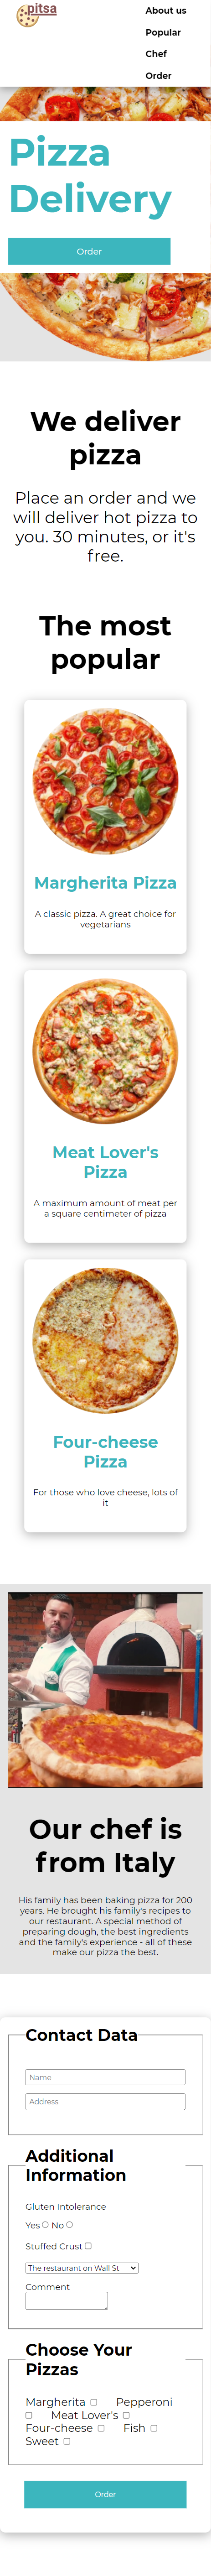 pitsa
About us
Popular
Chef
Order
Pizza
Delivery
Order
We deliver
pizza
Place an order and we
will deliver hot pizza to
you. 30 minutes, or it's
free.
The most
popular
Margherita Pizza
A classic pizza. A great choice for
vegetarians
Meat Lover's
Pizza
A maximum amount of meat per
a square centimeter of pizza
Four-cheese
Pizza
For those who love cheese, lots of
it
Our chef is
from Italy
His family has been baking pizza for 200
years. He brought his family's recipes to
our restaurant. A special method of
preparing dough, the best ingredients
and the family's experience - all of these
make our pizza the best.
Contact Data
Name
Address
Additional
Information
Gluten Intolerance
Yes No
Stuffed Crust
The restaurant on Wall St
Comment
Choose Your
Pizzas
Margherita Pepperoni
Meat Lover's
Four-cheese Fish
Sweet
Order